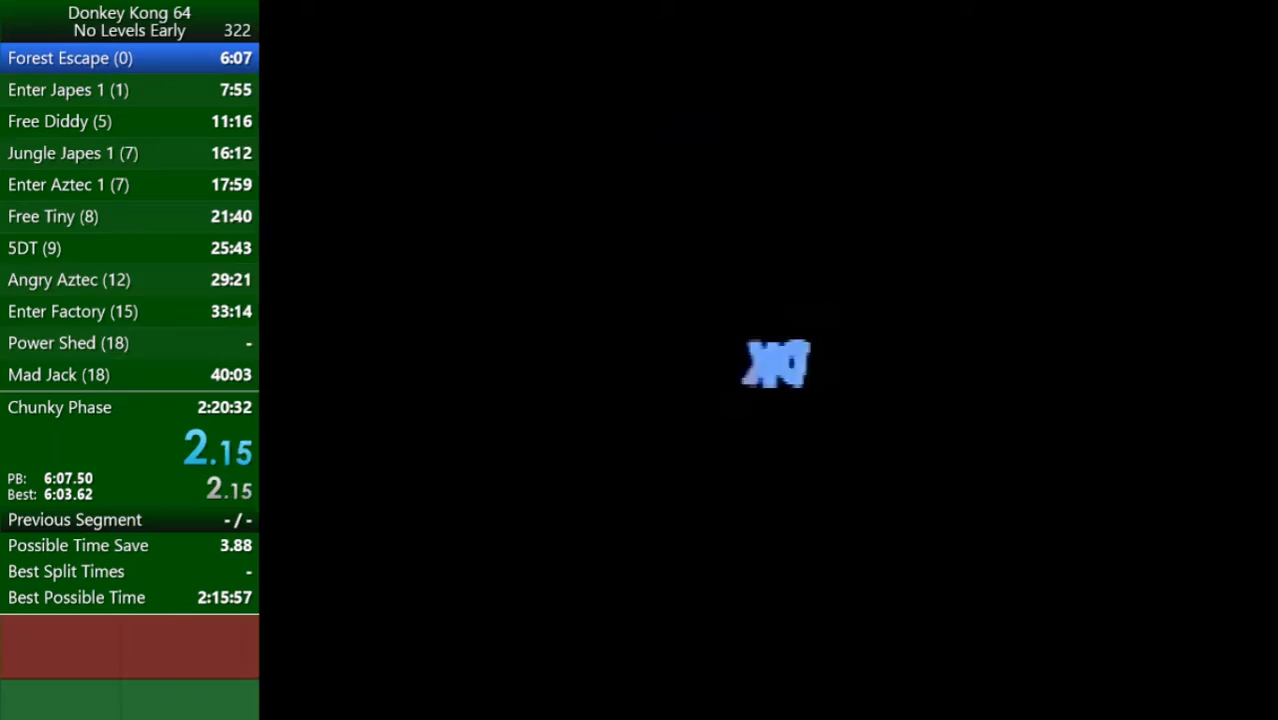 Donkey Kong 64
No Levels Early 322
Forest Escape (0) 6:07
Enter Japes 1 (1) 7:55
Free Diddy (5) 11:16
Jungle Japes 1 (7) 16:12
Enter Aztec 1 (7) 17:59
Free Tiny (8) 21:40
5DT (9) 25:43
Angry Aztec (12) 29:21
Enter Factory (15) 33:14
Power Shed (18) -
Mad Jack (18) 40:03
Chunky Phase 2:20:32
2.15
PB: 6:07.50
Best: 6:03.62 2.15
Previous Segment - / -
Possible Time Save 3.88
Best Split Times -
Best Possible Time 2:15:57